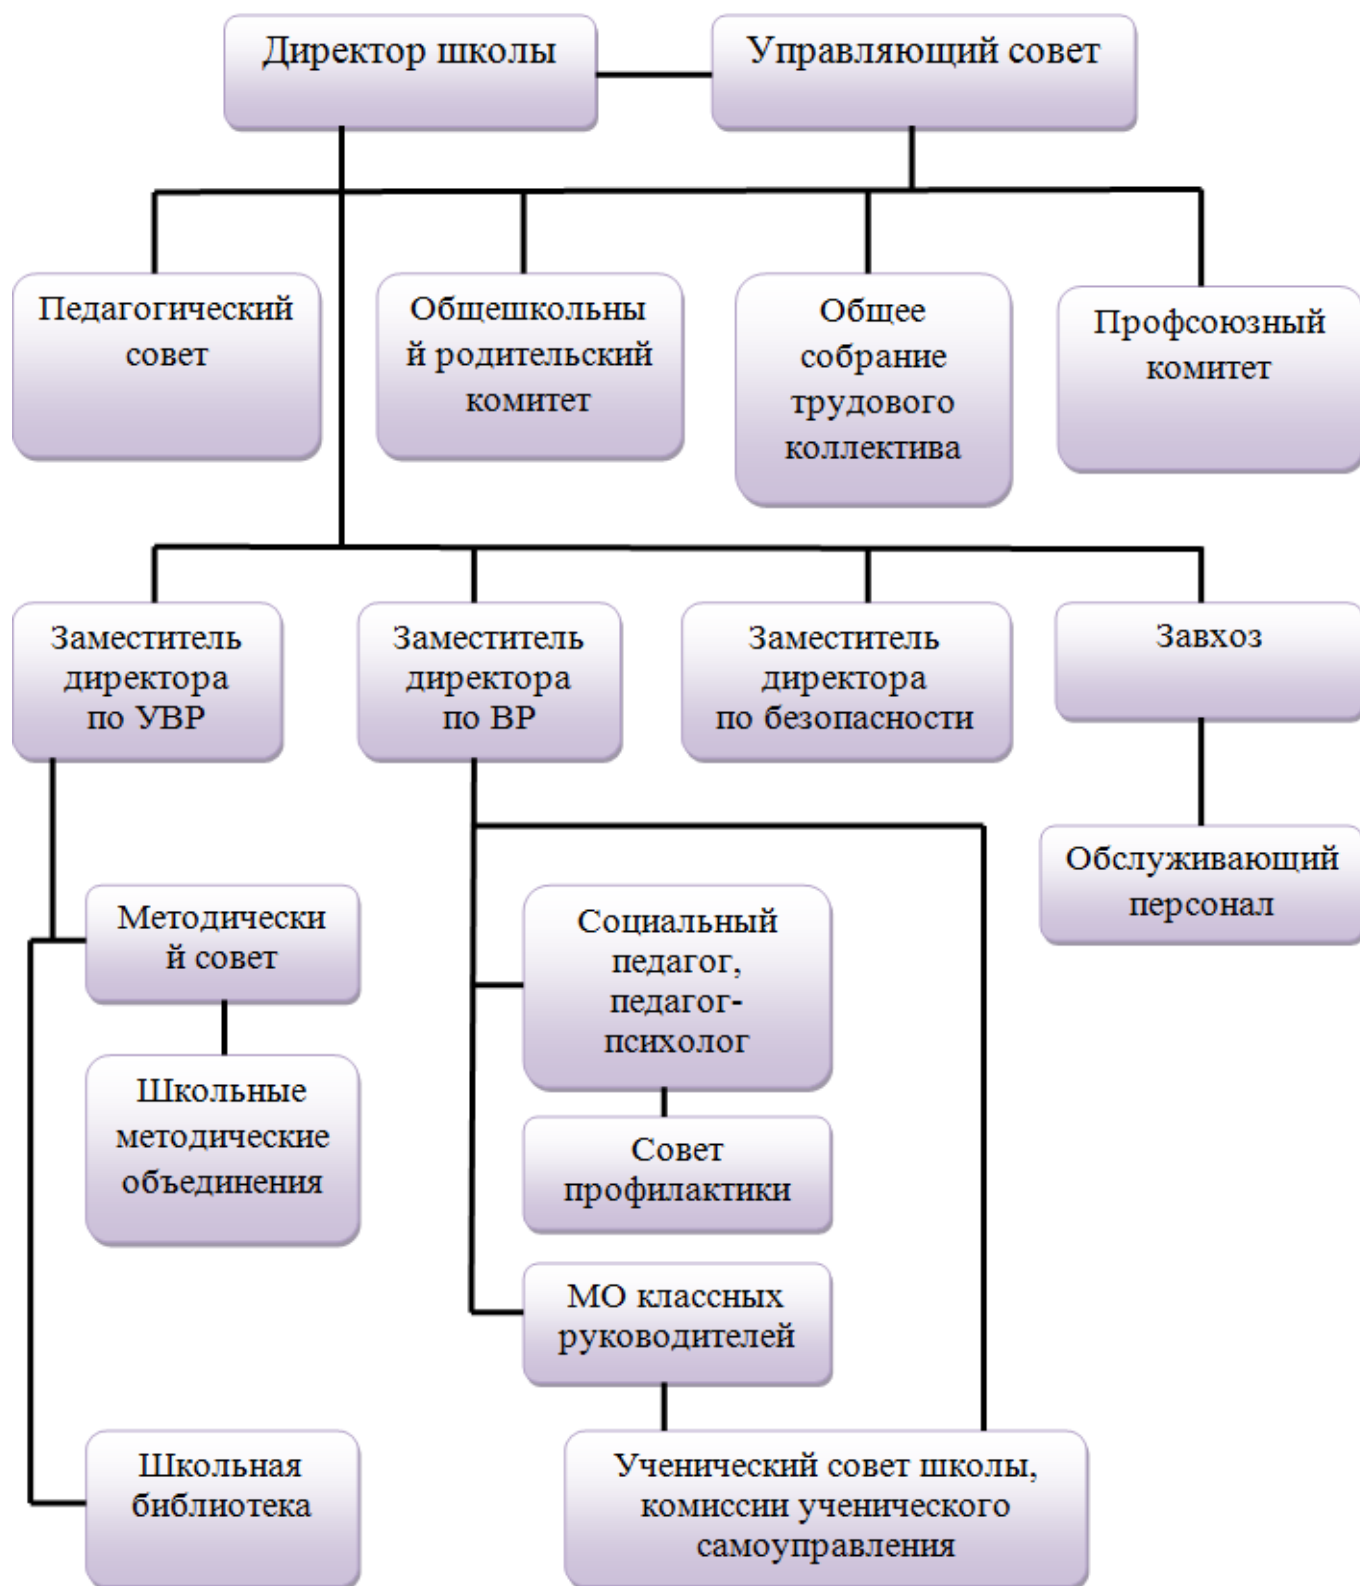 Директор школы
Управляющий совет
Педагогический
совет
Общешкольны
й родительский
комитет
Общее
собрание
трудового
коллектива
Профсоюзный
комитет
Заместитель
директора
по УВР
Заместитель
директора
по ВР
Заместитель
директора
по безопасности
Завхоз
Обслуживающий
персонал
Методически
й совет
Социальный
педагог,
педагог-
психолог
Школьные
методические
объединения
Совет
профилактики
МО классных
руководителей
Школьная
библиотека
Ученический совет школы,
комиссии ученического
самоуправления